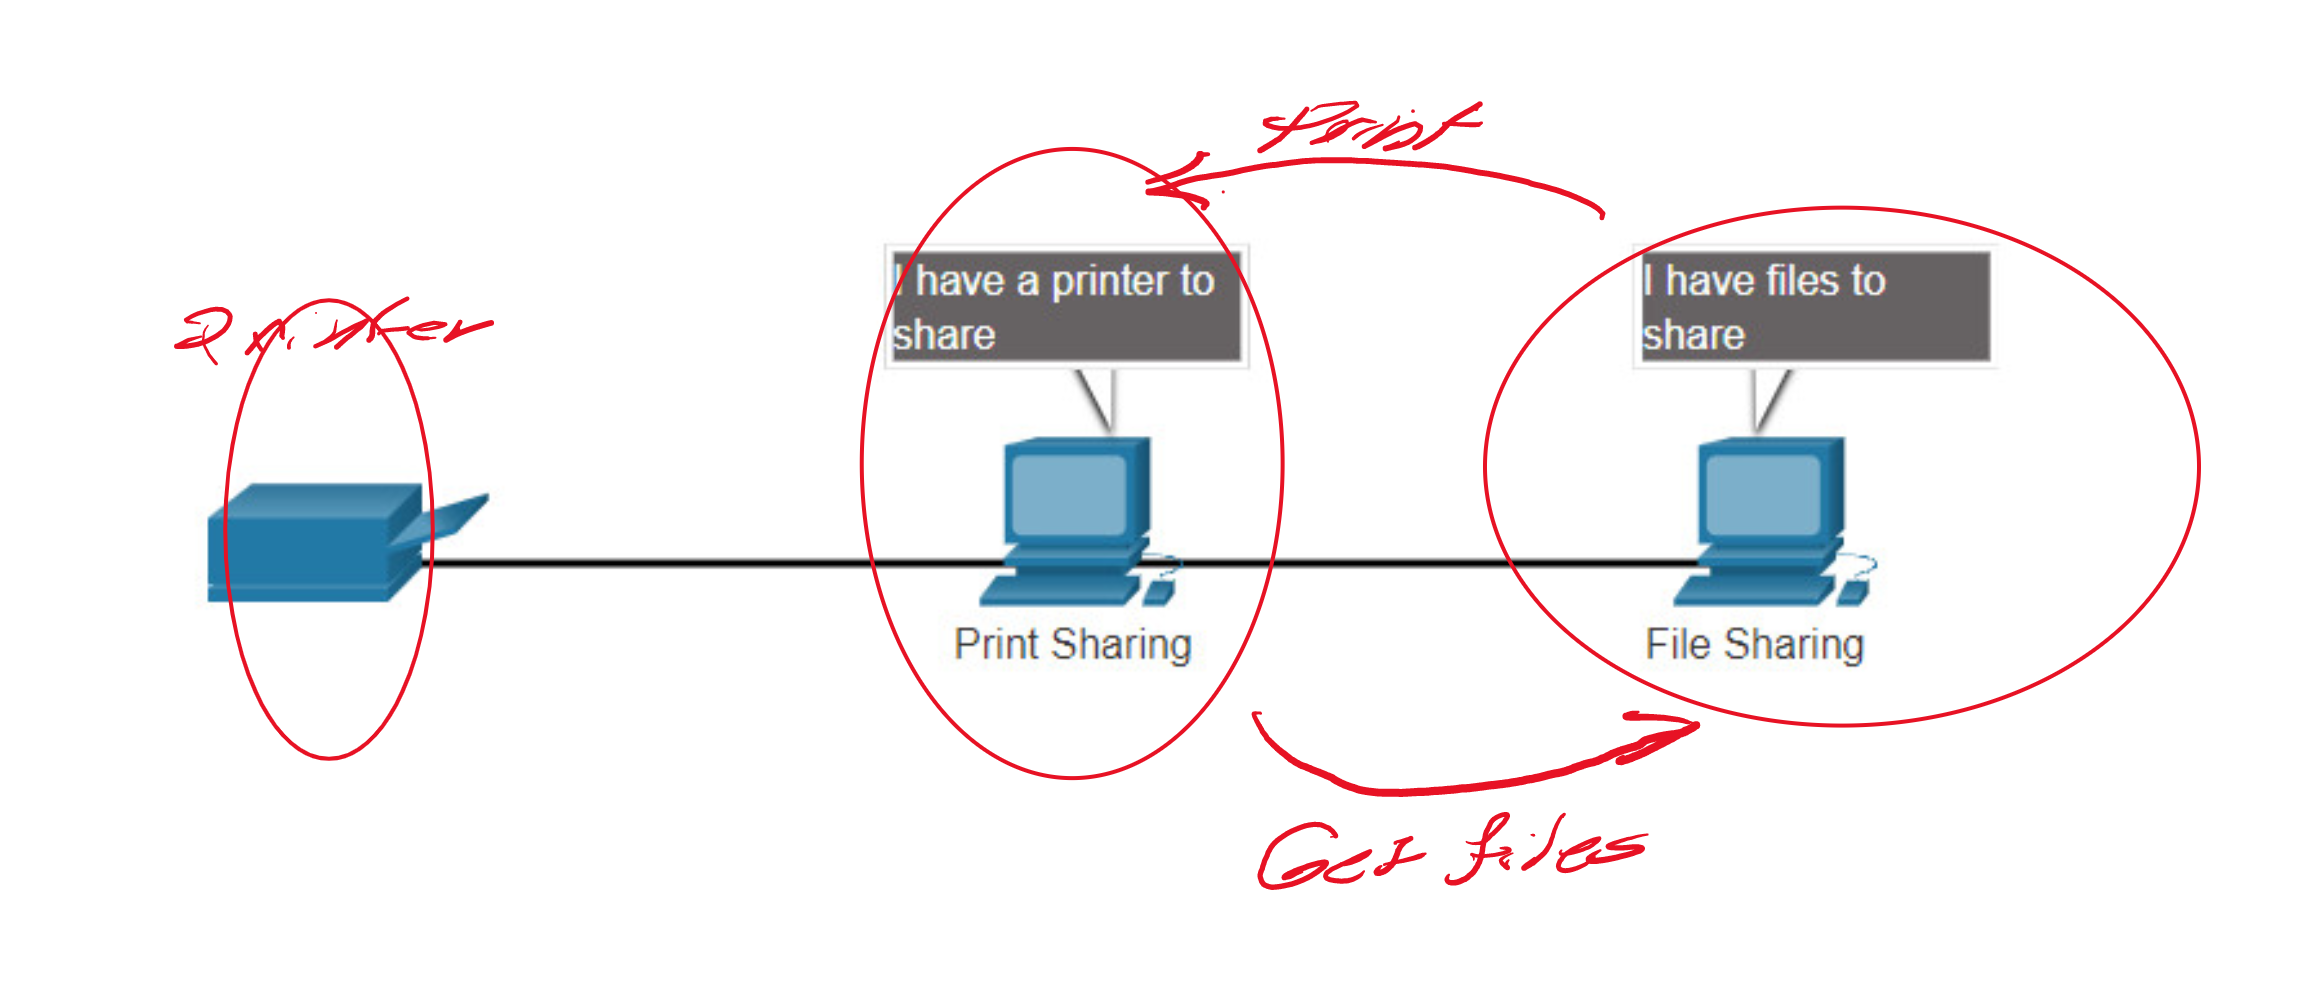 Print
I have a printer to
share
I have files to
share
Printer
Print Sharing
File Sharing
Get files